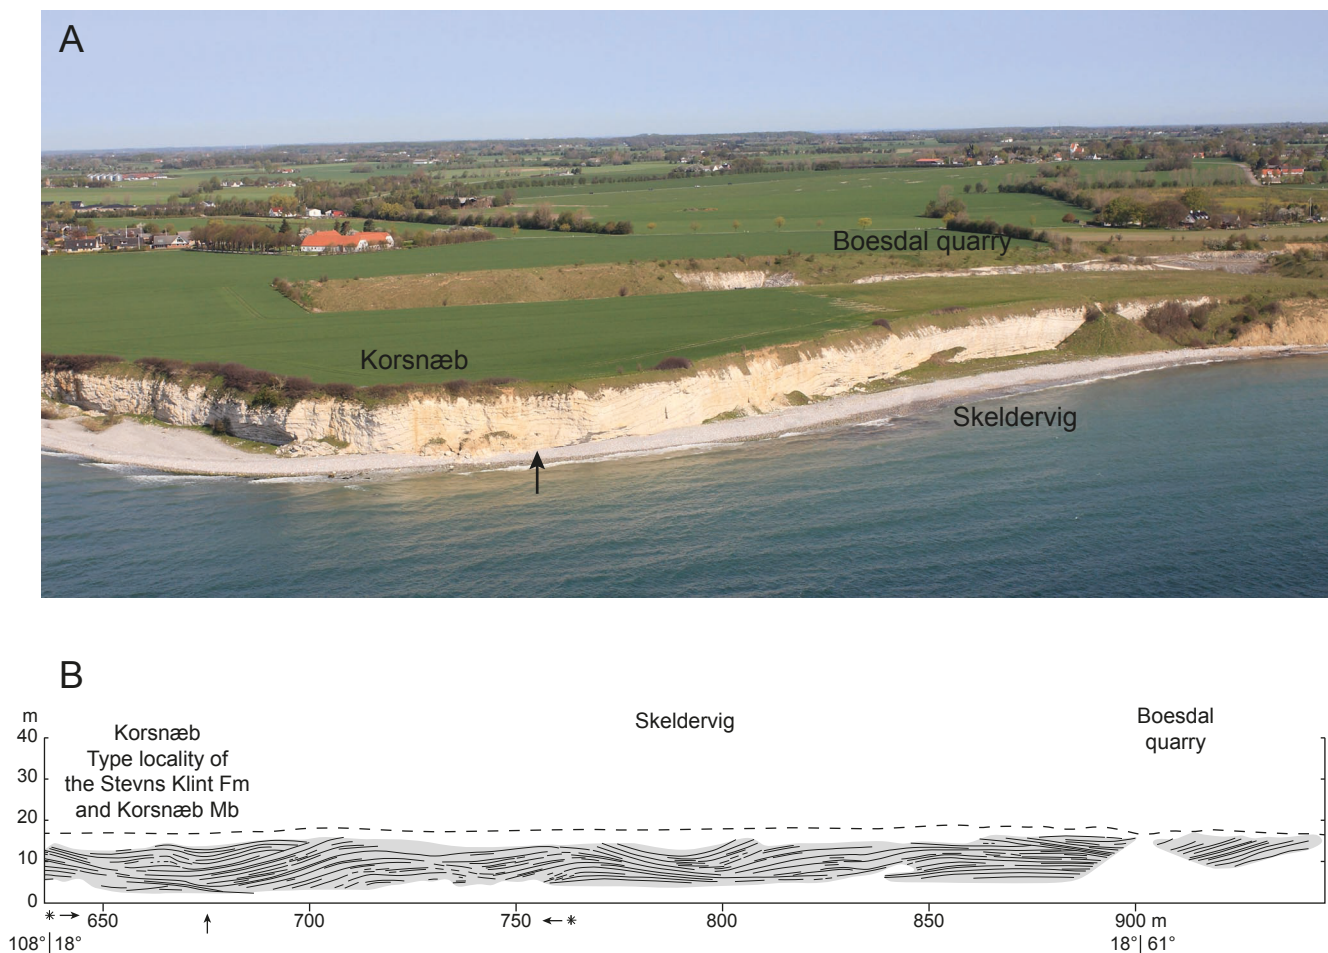 A
Boesdal quarry
Korsnæb
Skeldervig
B
m
40
30
20
10
0
Korsnæb
Type locality of
the Stevns Klint Fm
and Korsnæb Mb
Skeldervig
Boesdal
quarry
* → 650 ↑ 700 750 ← * 800 850 900 m
108° | 18° 18° | 61°